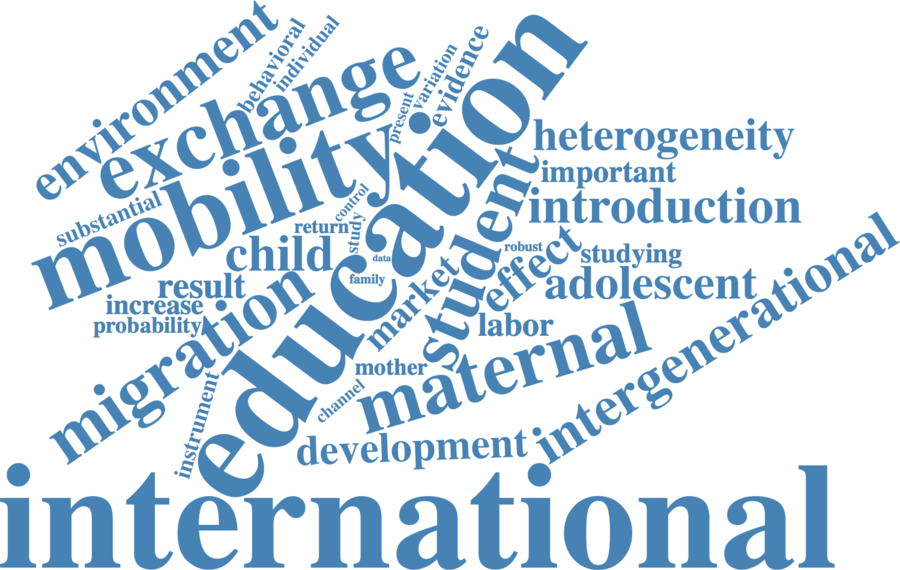 environment
behavioral
individual
exchange
present
variation
evidence
mobility
education
heterogeneity
important
introduction
substantial
control
return
study
child
data
family
student
robust
effect
studying
adolescent
result
increase
probability
market
labor
migration
maternal
intergenerational
mother
channel
instrument
development
international